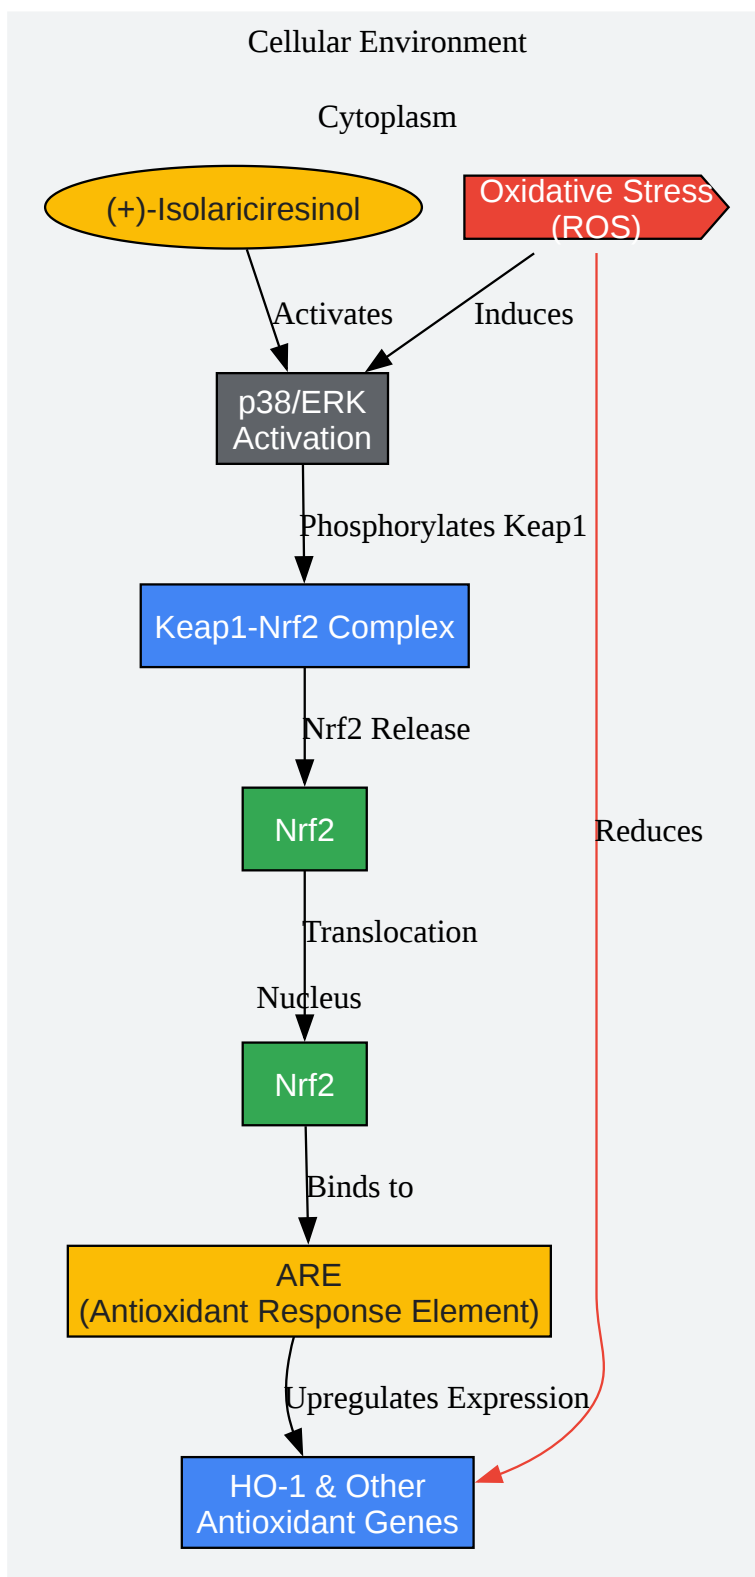 Cellular Environment
Cytoplasm
(+)-Isolariciresinol
Oxidative Stress
(ROS)
Activates
Induces
p38/ERK
Activation
Phosphorylates Keap1
Keap1-Nrf2 Complex
Nrf2 Release
Nrf2
Reduces
Translocation
Nucleus
Nrf2
Binds to
ARE
(Antioxidant Response Element)
Upregulates Expression
HO-1 & Other
Antioxidant Genes